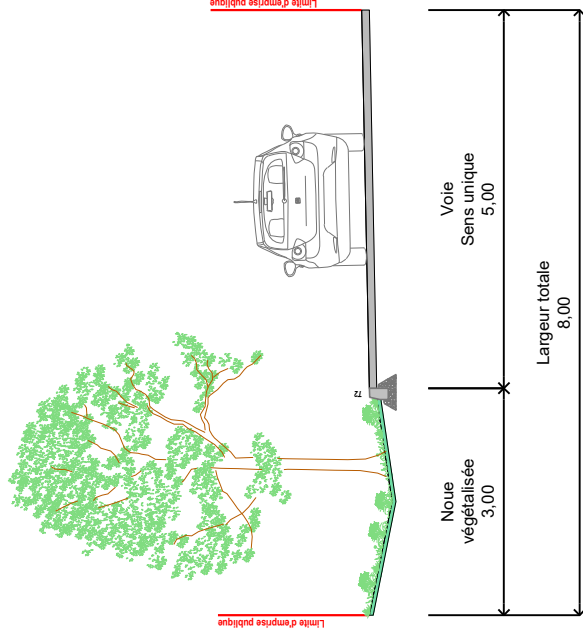 Limite d'emprise publique
Limite d'emprise publique
T2
Noue
végétalisée
3,00
Voie
Sens unique
5,00
Largeur totale
8,00